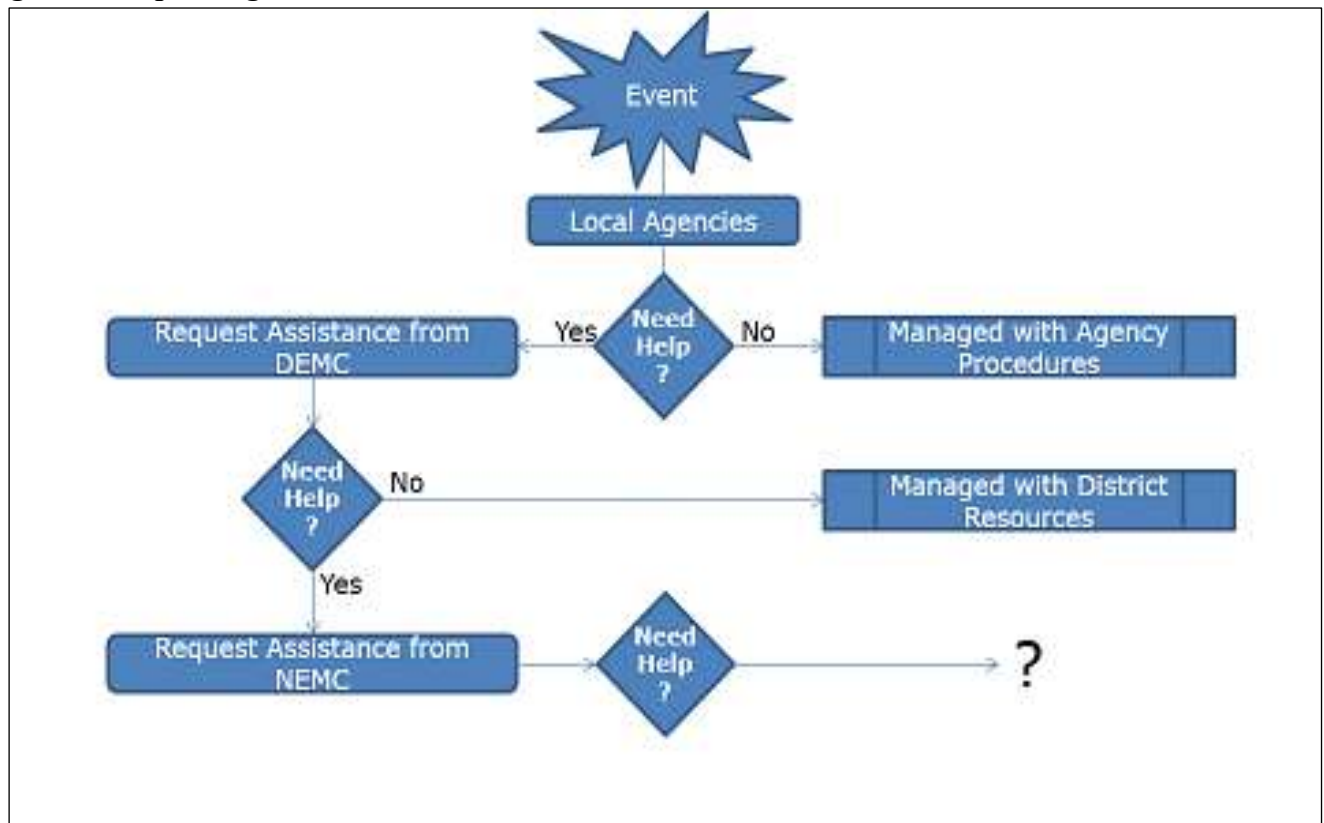 Event
Local Agencies
Need
Help
?
Yes
No
Request Assistance from
DEMC
Managed with Agency
Procedures
Need
Help
?
No
Managed with District
Resources
Yes
Request Assistance from
NEMC
Need
Help
?
?